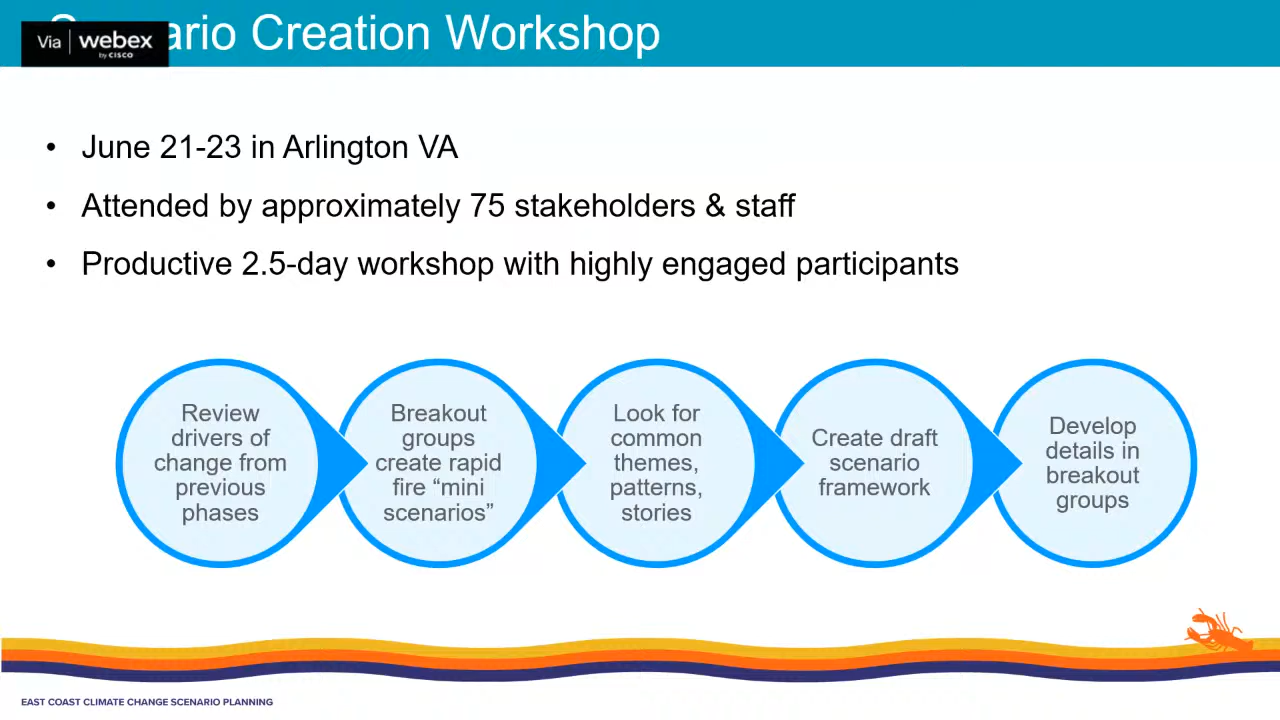 Scenario Creation Workshop
Via webex
by CISCO
• June 21-23 in Arlington VA
• Attended by approximately 75 stakeholders & staff
• Productive 2.5-day workshop with highly engaged participants
Review
drivers of
change from
previous
phases
Breakout
groups
create rapid
fire “mini
scenarios”
Look for
common
themes,
patterns,
stories
Create draft
scenario
framework
Develop
details in
breakout
groups
EAST COAST CLIMATE CHANGE SCENARIO PLANNING